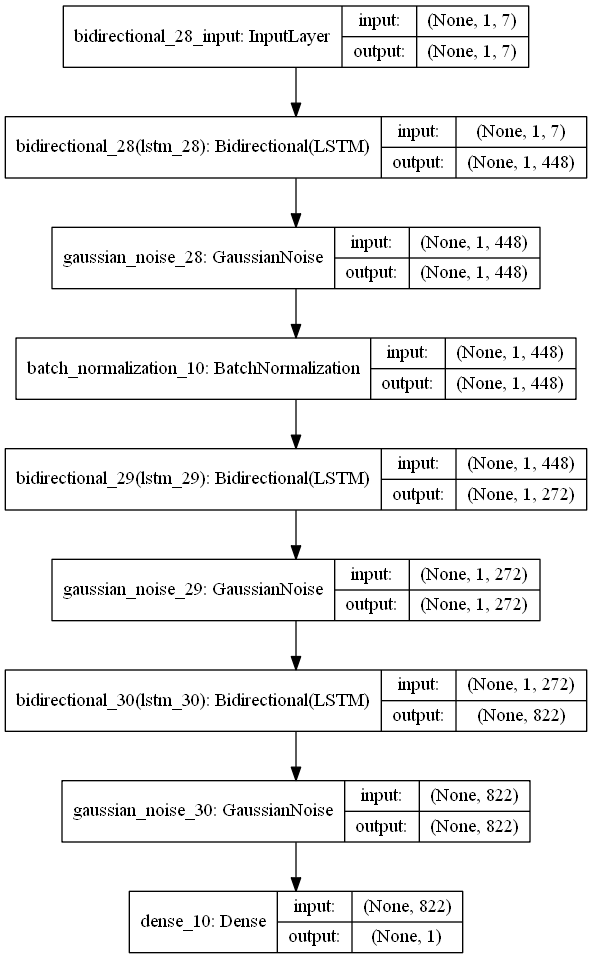 bidirectional_28_input: InputLayer
input: (None, 1, 7)
output: (None, 1, 7)
bidirectional_28(lstm_28): Bidirectional(LSTM)
input: (None, 1, 7)
output: (None, 1, 448)
gaussian_noise_28: GaussianNoise
input: (None, 1, 448)
output: (None, 1, 448)
batch_normalization_10: BatchNormalization
input: (None, 1, 448)
output: (None, 1, 448)
bidirectional_29(lstm_29): Bidirectional(LSTM)
input: (None, 1, 448)
output: (None, 1, 272)
gaussian_noise_29: GaussianNoise
input: (None, 1, 272)
output: (None, 1, 272)
bidirectional_30(lstm_30): Bidirectional(LSTM)
input: (None, 1, 272)
output: (None, 822)
gaussian_noise_30: GaussianNoise
input: (None, 822)
output: (None, 822)
dense_10: Dense
input: (None, 822)
output: (None, 1)